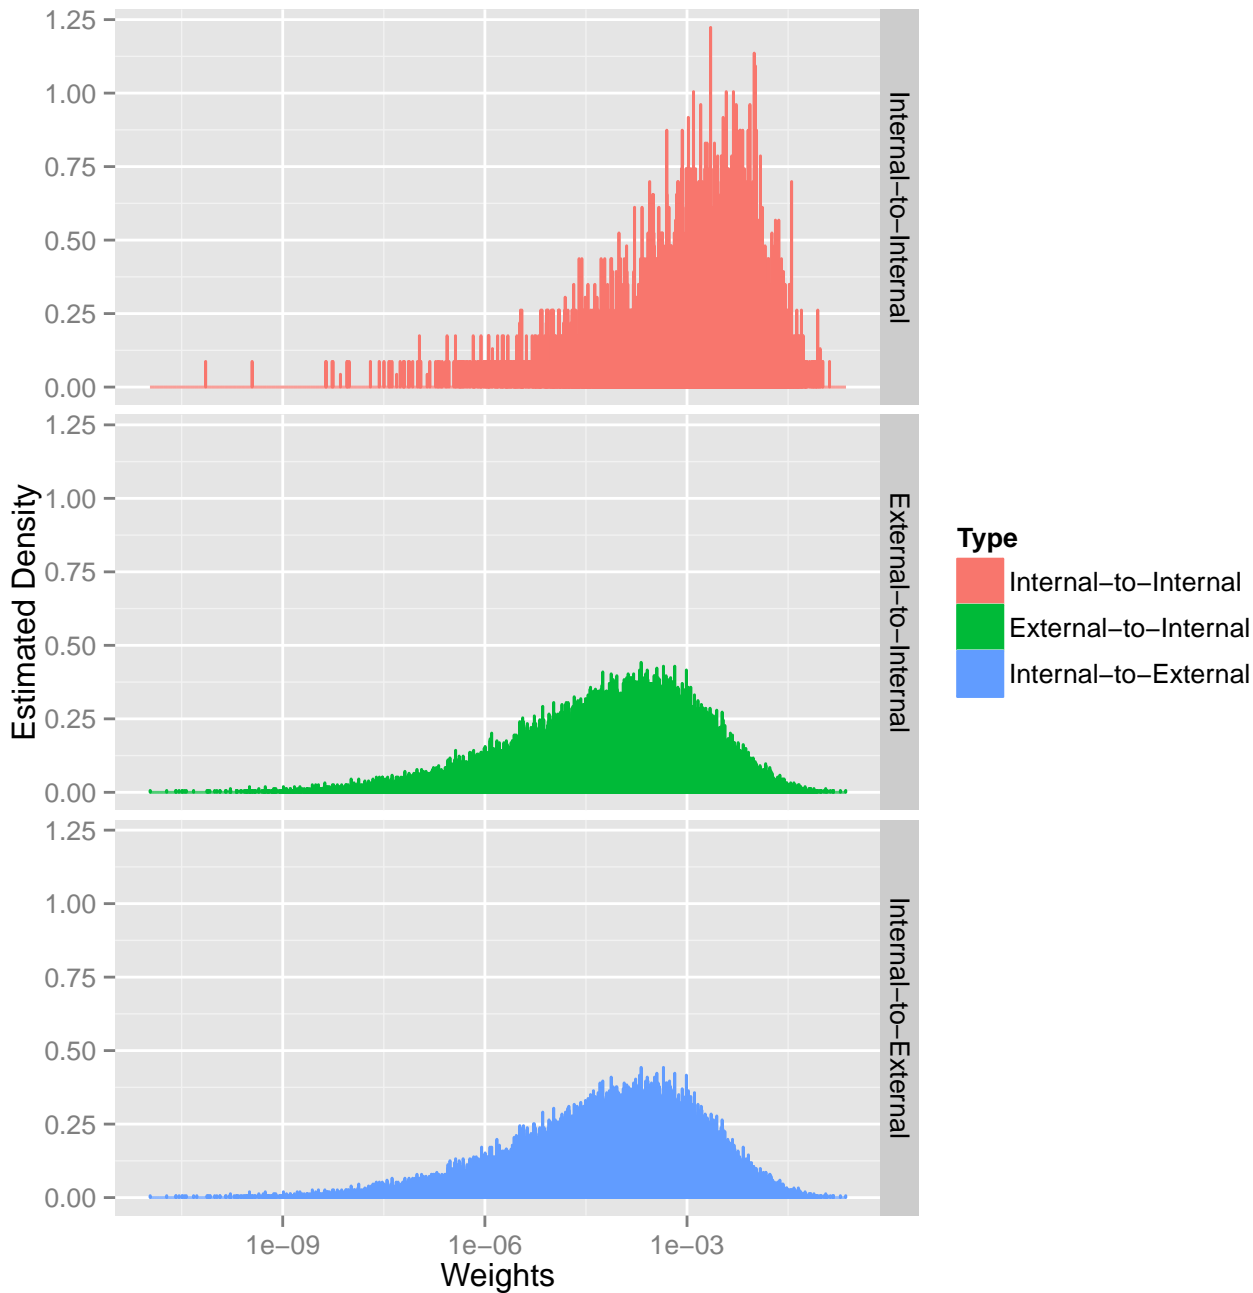 1.25
1.00
0.75
0.50
0.25
0.00
Internal−to−Internal
1.25
1.00
0.75
0.50
0.25
0.00
External−to−Internal
1.25
1.00
0.75
0.50
0.25
0.00
Internal−to−External
Estimated Density
1e−09
1e−06
1e−03
Weights
Type
Internal−to−Internal
External−to−Internal
Internal−to−External